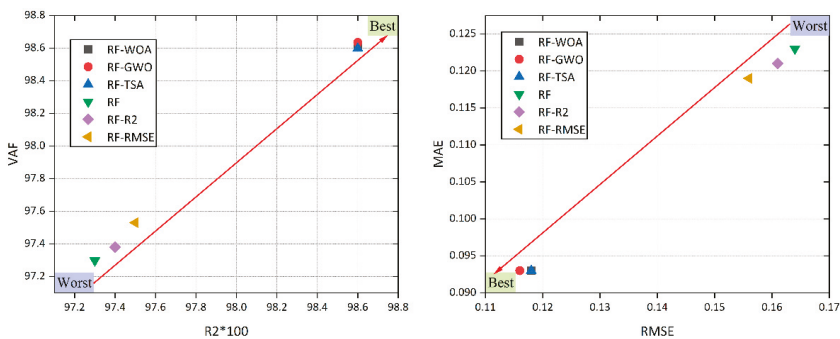 98.8
98.6
98.4
98.2
98.0
97.8
97.6
97.4
97.2
VAF
RF-WOA
RF-GWO
RF-TSA
RF
RF-R2
RF-RMSE
Best
Worst
97.2 97.4 97.6 97.8 98.0 98.2 98.4 98.6 98.8
R2*100
0.125
0.120
0.115
0.110
0.105
0.100
0.095
0.090
MAE
RF-WOA
RF-GWO
RF-TSA
RF
RF-R2
RF-RMSE
Worst
Best
0.11 0.12 0.13 0.14 0.15 0.16 0.17
RMSE